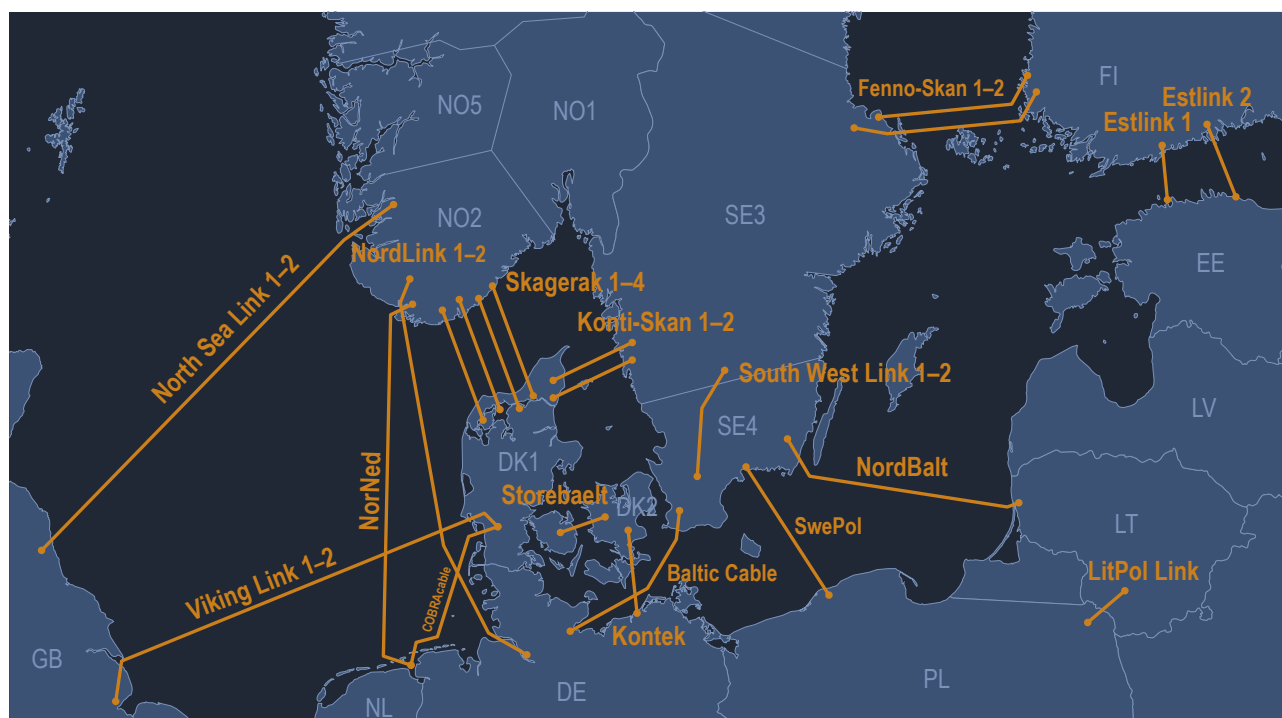 FI
Fenno-Skan 1–2
Estlink 2
NO5
NO1
Estlink 1
NO2
SE3
NordLink 1–2
EE
Skagerak 1–4
North Sea Link 1–2
Konti-Skan 1–2
South West Link 1–2
LV
SE4
DK1
NordBalt
NorNed
Storebaelt
DK2
SwePol
LT
Viking Link 1–2
COBRAcable
Baltic Cable
LitPol Link
Kontek
GB
PL
DE
NL